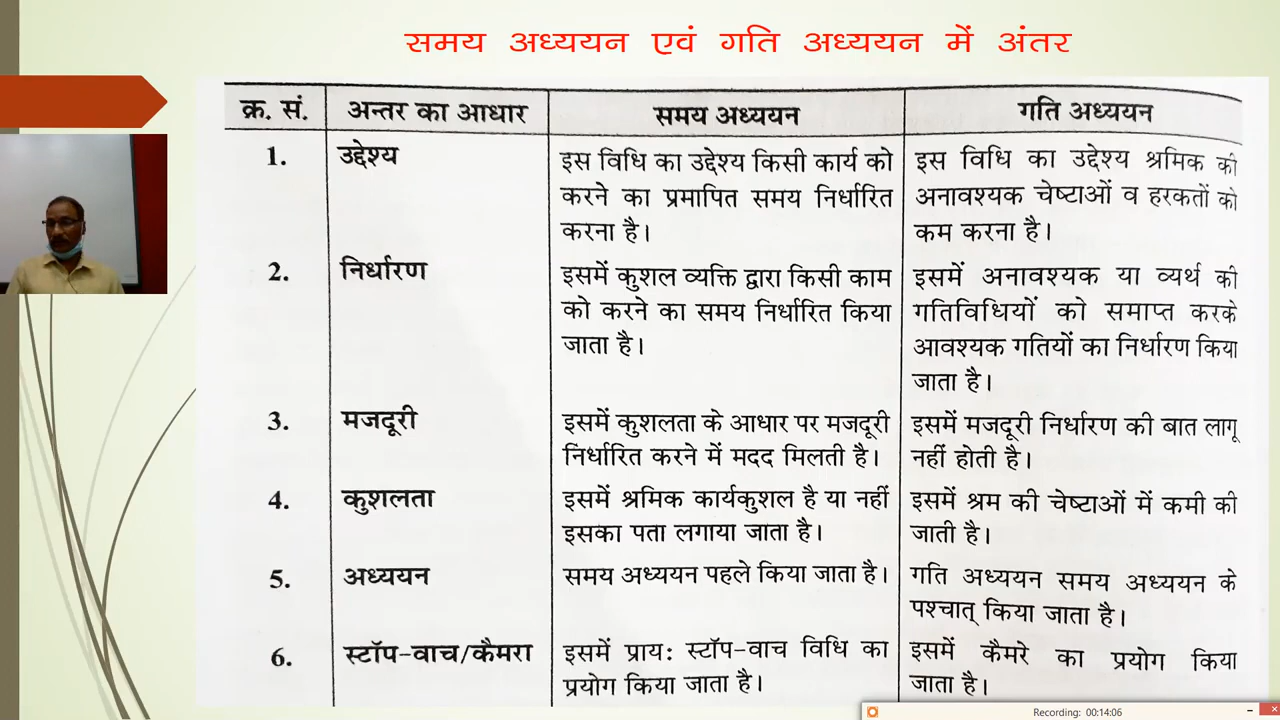 समय अध्ययन एवं गति अध्ययन में अंतर
क्र. सं. अन्तर का आधार समय अध्ययन गति अध्ययन
1. उद्देश्य
इस विधि का उद्देश्य किसी कार्य को
करने का प्रमापित समय निर्धारित
करना है।
इस विधि का उद्देश्य श्रमिक की
अनावश्यक चेष्टाओं व हरकतों को
कम करना है।
2. निर्धारण
इसमें कुशल व्यक्ति द्वारा किसी काम
को करने का समय निर्धारित किया
जाता है।
इसमें अनावश्यक या व्यर्थ की
गतिविधियों को समाप्त करके
आवश्यक गतियों का निर्धारण किया
जाता है।
3. मजदूरी
इसमें कुशलता के आधार पर मजदूरी
निर्धारित करने में मदद मिलती है।
इसमें मजदूरी निर्धारण की बात लागू
नहीं होती है।
4. कुशलता
इसमें श्रमिक कार्यकुशल है या नहीं
इसका पता लगाया जाता है।
इसमें श्रम की चेष्टाओं में कमी की
जाती है।
5. अध्ययन
समय अध्ययन पहले किया जाता है।
गति अध्ययन समय अध्ययन के
पश्चात् किया जाता है।
6. स्टॉप-वाच/कैमरा
इसमें प्राय: स्टॉप-वाच विधि का
प्रयोग किया जाता है।
इसमें कैमरे का प्रयोग किया
जाता है।
Recording: 00:14:06